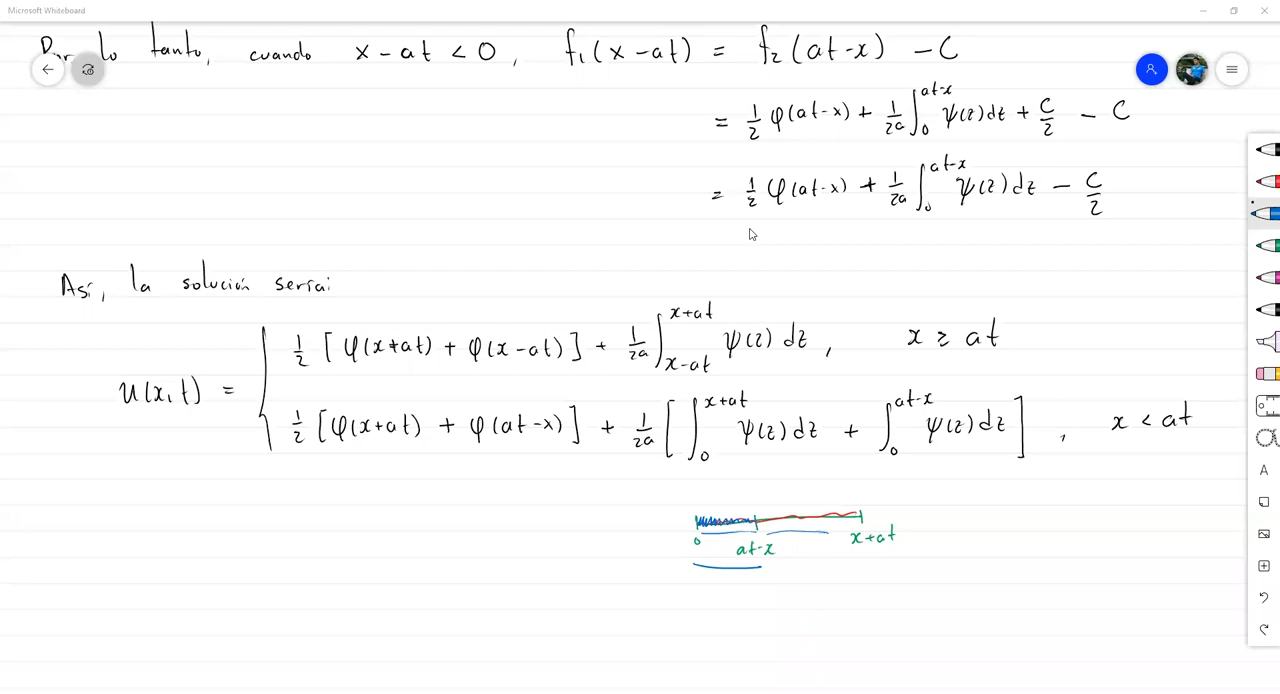 Microsoft Whiteboard
Por lo tanto, cuando x - at < 0, f₁(x-at) = f₂(at-x) - C
= 1/2 φ(at-x) + 1/2a ∫₀^{at-x} ψ(z)dz + C/2 - C
= 1/2 φ(at-x) + 1/2a ∫₀^{at-x} ψ(z)dz - C/2
Así, la solución sería:
u(x,t) = { 1/2 [φ(x+at) + φ(x-at)] + 1/2a ∫_{x-at}^{x+at} ψ(z)dz, x ≥ at
1/2 [φ(x+at) + φ(at-x)] + 1/2a [∫₀^{x+at} ψ(z)dz + ∫₀^{at-x} ψ(z)dz], x < at
0 at-x x+at
A